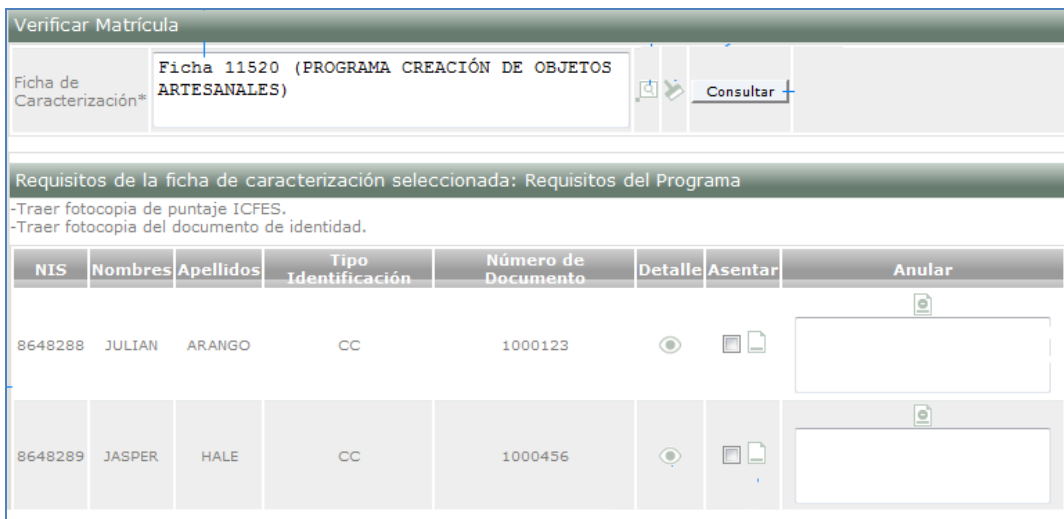 Verificar Matrícula
Ficha de
Caracterización*
Ficha 11520 (PROGRAMA CREACIÓN DE OBJETOS
ARTESANALES)
Consultar
Requisitos de la ficha de caracterización seleccionada: Requisitos del Programa
-Traer fotocopia de puntaje ICFES.
-Traer fotocopia del documento de identidad.
NIS Nombres Apellidos Tipo Identificación Número de Documento Detalle Asentar Anular
8648288 JULIAN ARANGO CC 1000123
8648289 JASPER HALE CC 1000456